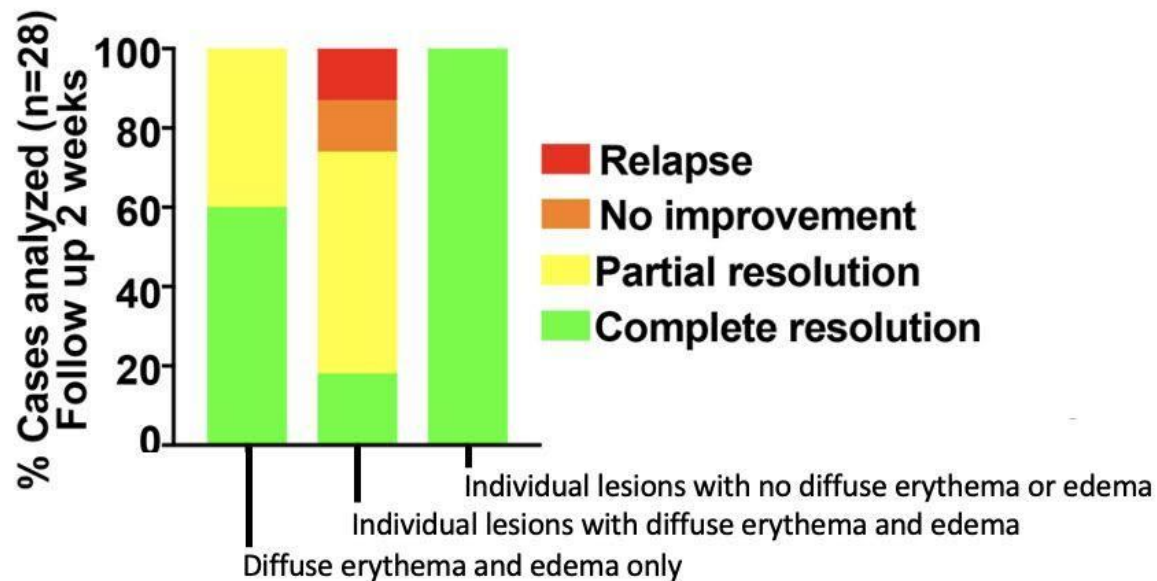 % Cases analyzed (n=28)
Follow up 2 weeks
100
80
60
40
20
0
Relapse
No improvement
Partial resolution
Complete resolution
Individual lesions with no diffuse erythema or edema
Individual lesions with diffuse erythema and edema
Diffuse erythema and edema only